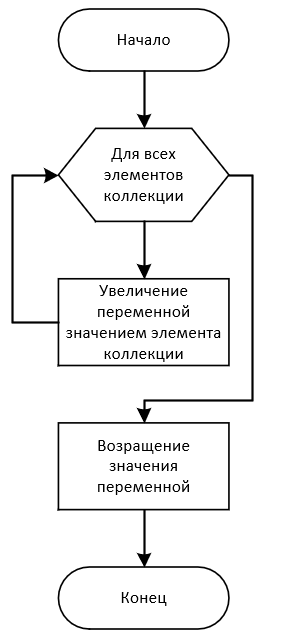 Начало
Для всех
элементов
коллекции
Увеличение
переменной
значением элемента
коллекции
Возращение
значения
переменной
Конец